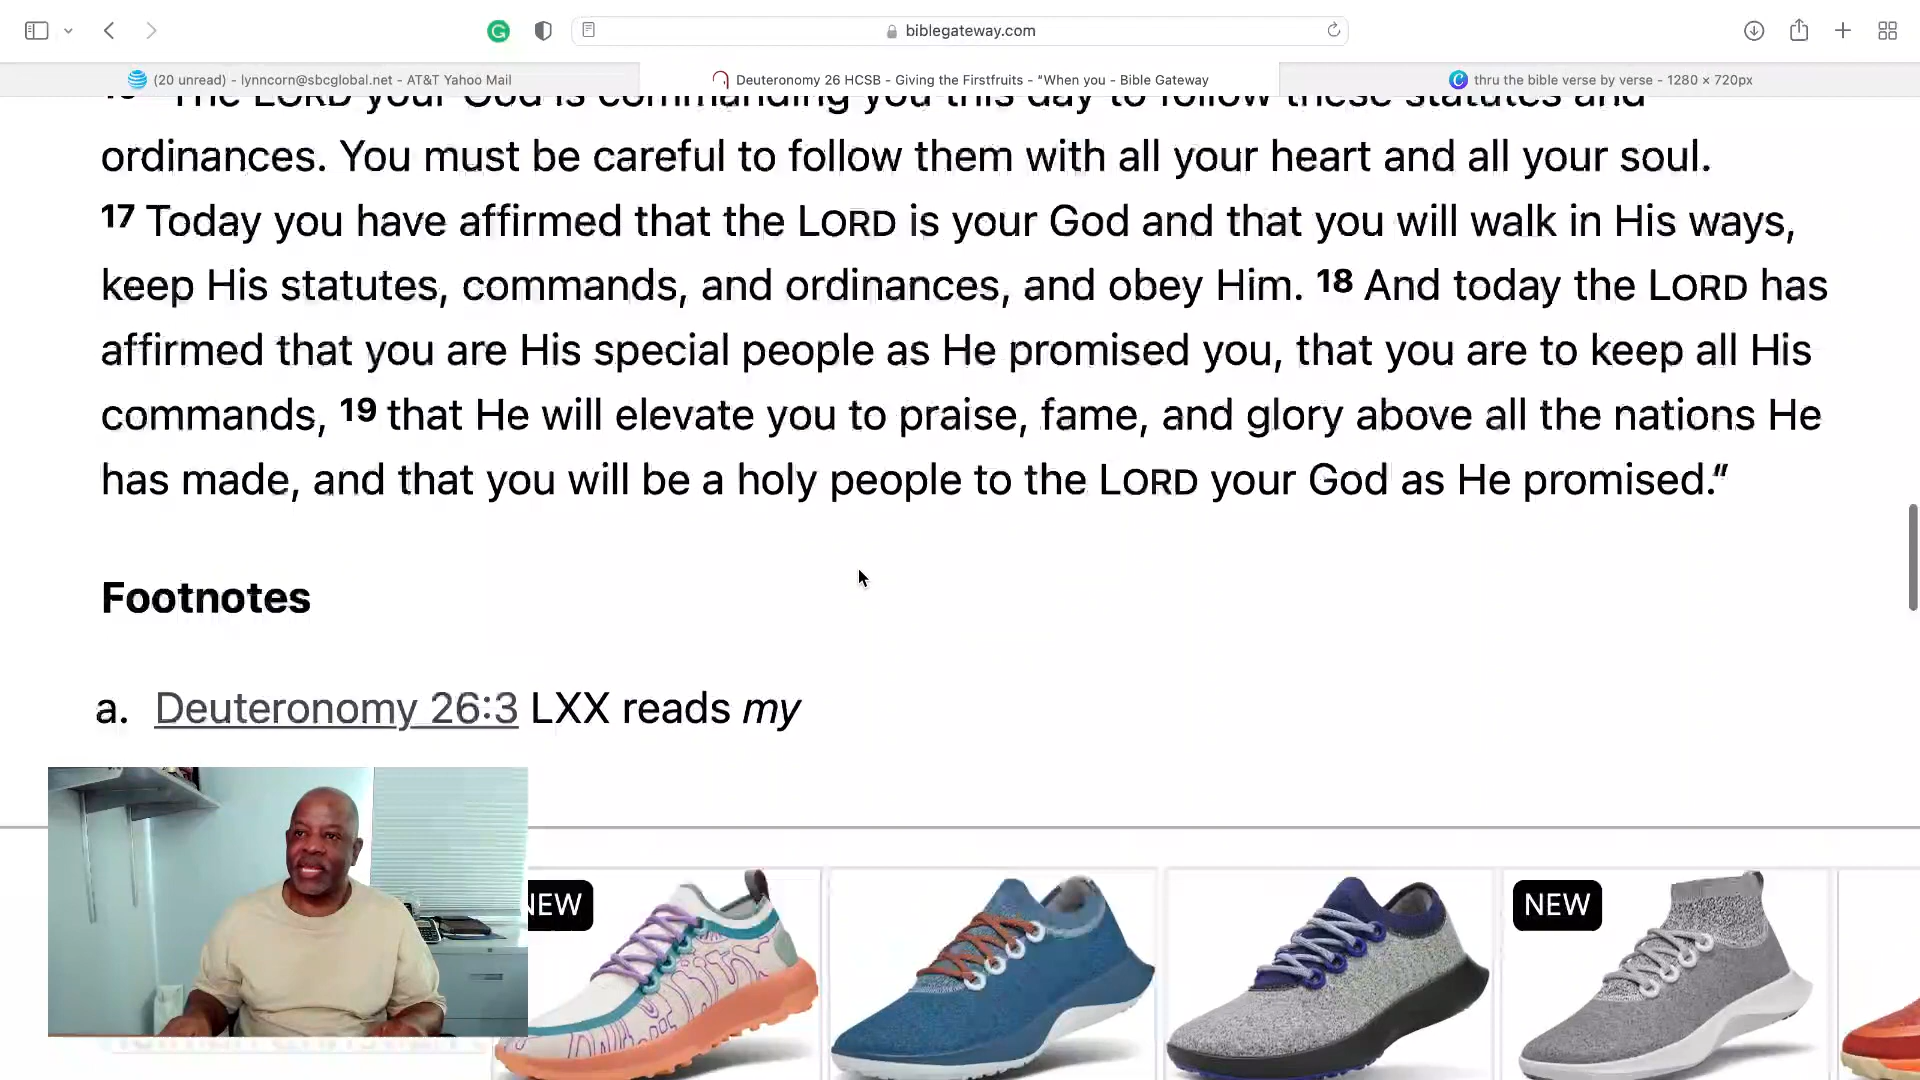 biblegateway.com
(20 unread) - lynncorn@sbcglobal.net - AT&T Yahoo Mail
Deuteronomy 26 HCSB - Giving the Firstfruits - "When you - Bible Gateway
thru the bible verse by verse - 1280 × 720px
The LORD your God is commanding you this day to follow these statutes and
ordinances. You must be careful to follow them with all your heart and all your soul.
17 Today you have affirmed that the LORD is your God and that you will walk in His ways,
keep His statutes, commands, and ordinances, and obey Him. 18 And today the LORD has
affirmed that you are His special people as He promised you, that you are to keep all His
commands, 19 that He will elevate you to praise, fame, and glory above all the nations He
has made, and that you will be a holy people to the LORD your God as He promised."
Footnotes
a. Deuteronomy 26:3 LXX reads my
NEW
NEW